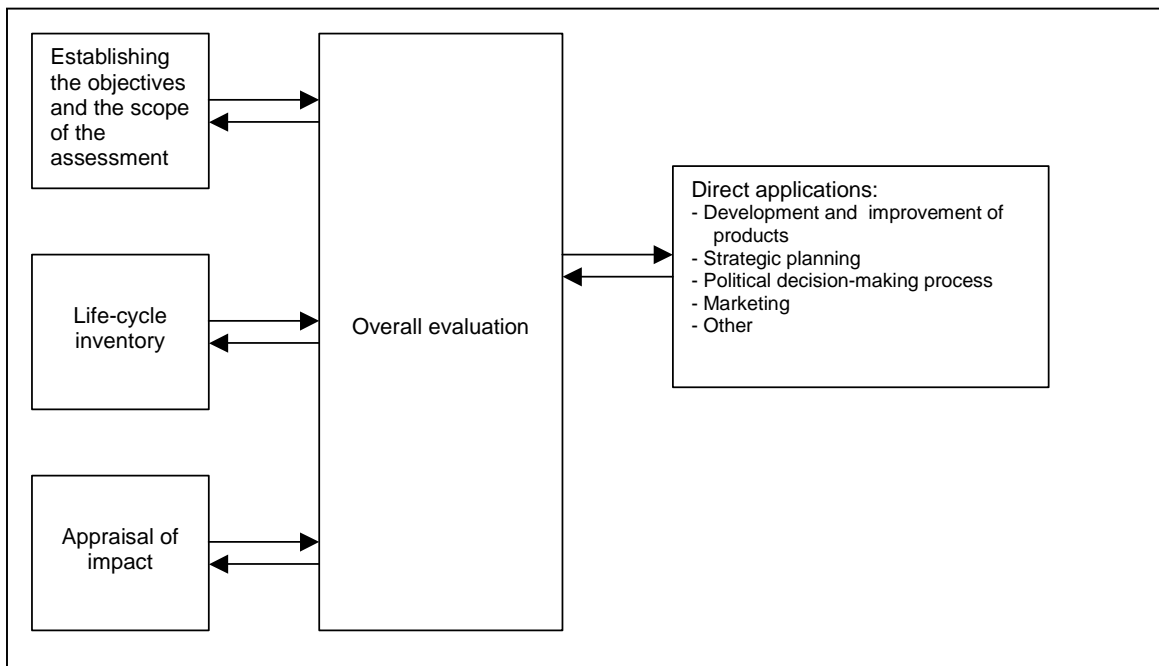 Establishing
the objectives
and the scope
of the
assessment
Life-cycle
inventory
Appraisal of
impact
Overall evaluation
Direct applications:
- Development and  improvement of
products
- Strategic planning
- Political decision-making process
- Marketing
- Other